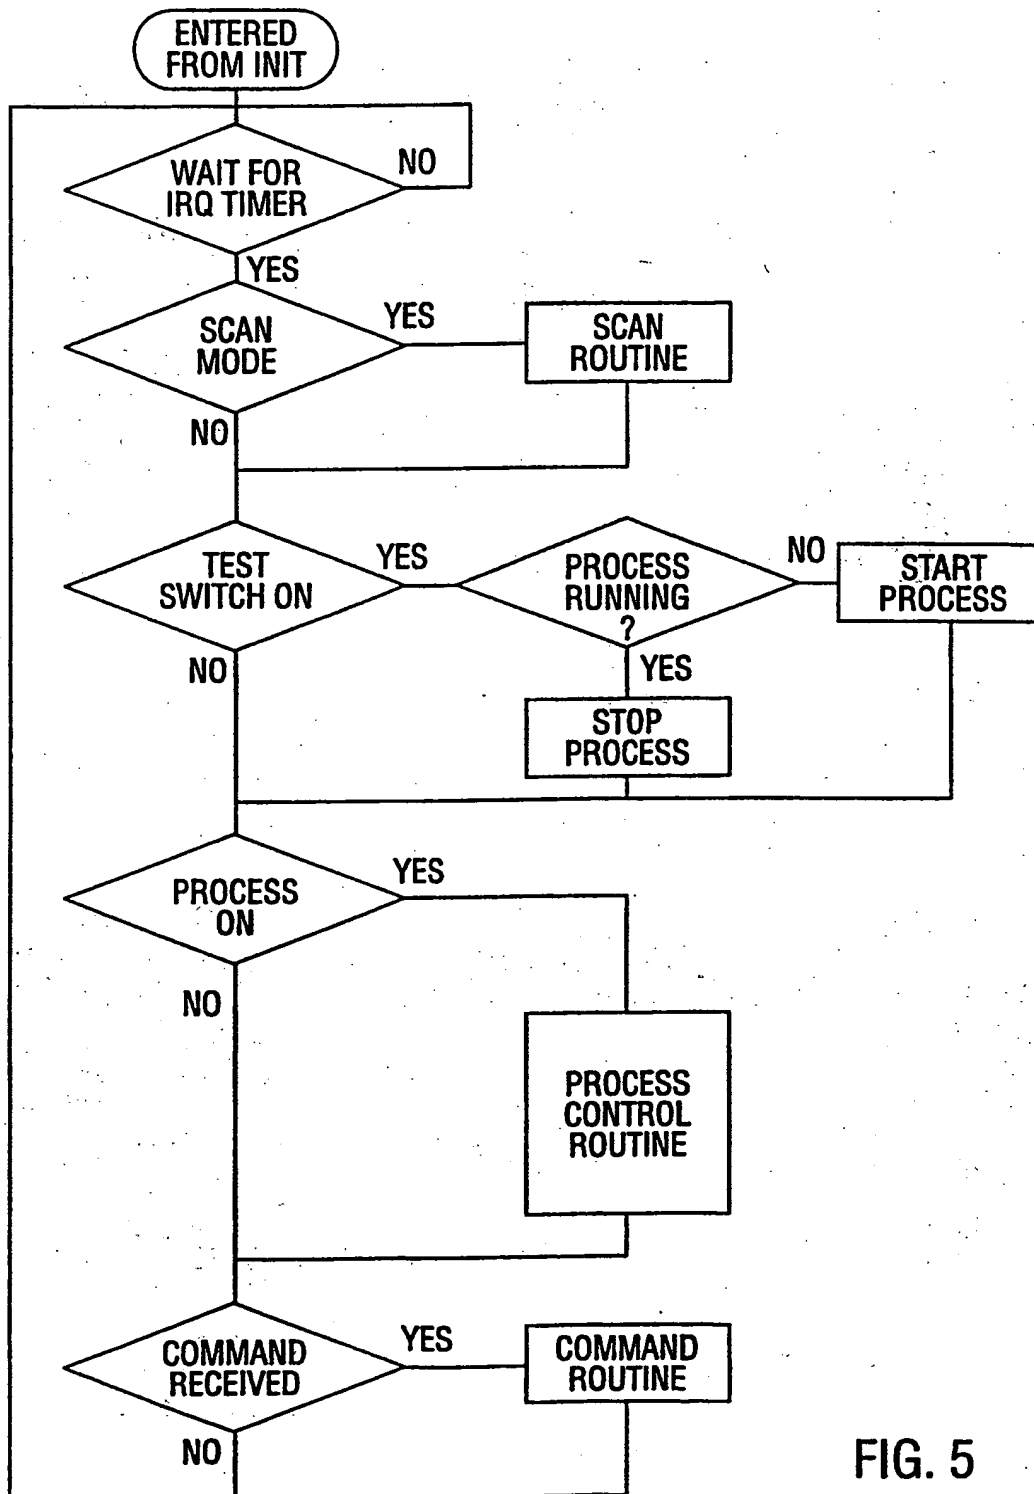 ENTERED
FROM INIT
WAIT FOR
IRQ TIMER
NO
YES
SCAN
MODE
YES
SCAN
ROUTINE
NO
TEST
SWITCH ON
YES
PROCESS
RUNNING
?
NO
START
PROCESS
NO
YES
STOP
PROCESS
PROCESS
ON
YES
NO
PROCESS
CONTROL
ROUTINE
COMMAND
RECEIVED
YES
COMMAND
ROUTINE
NO
FIG. 5